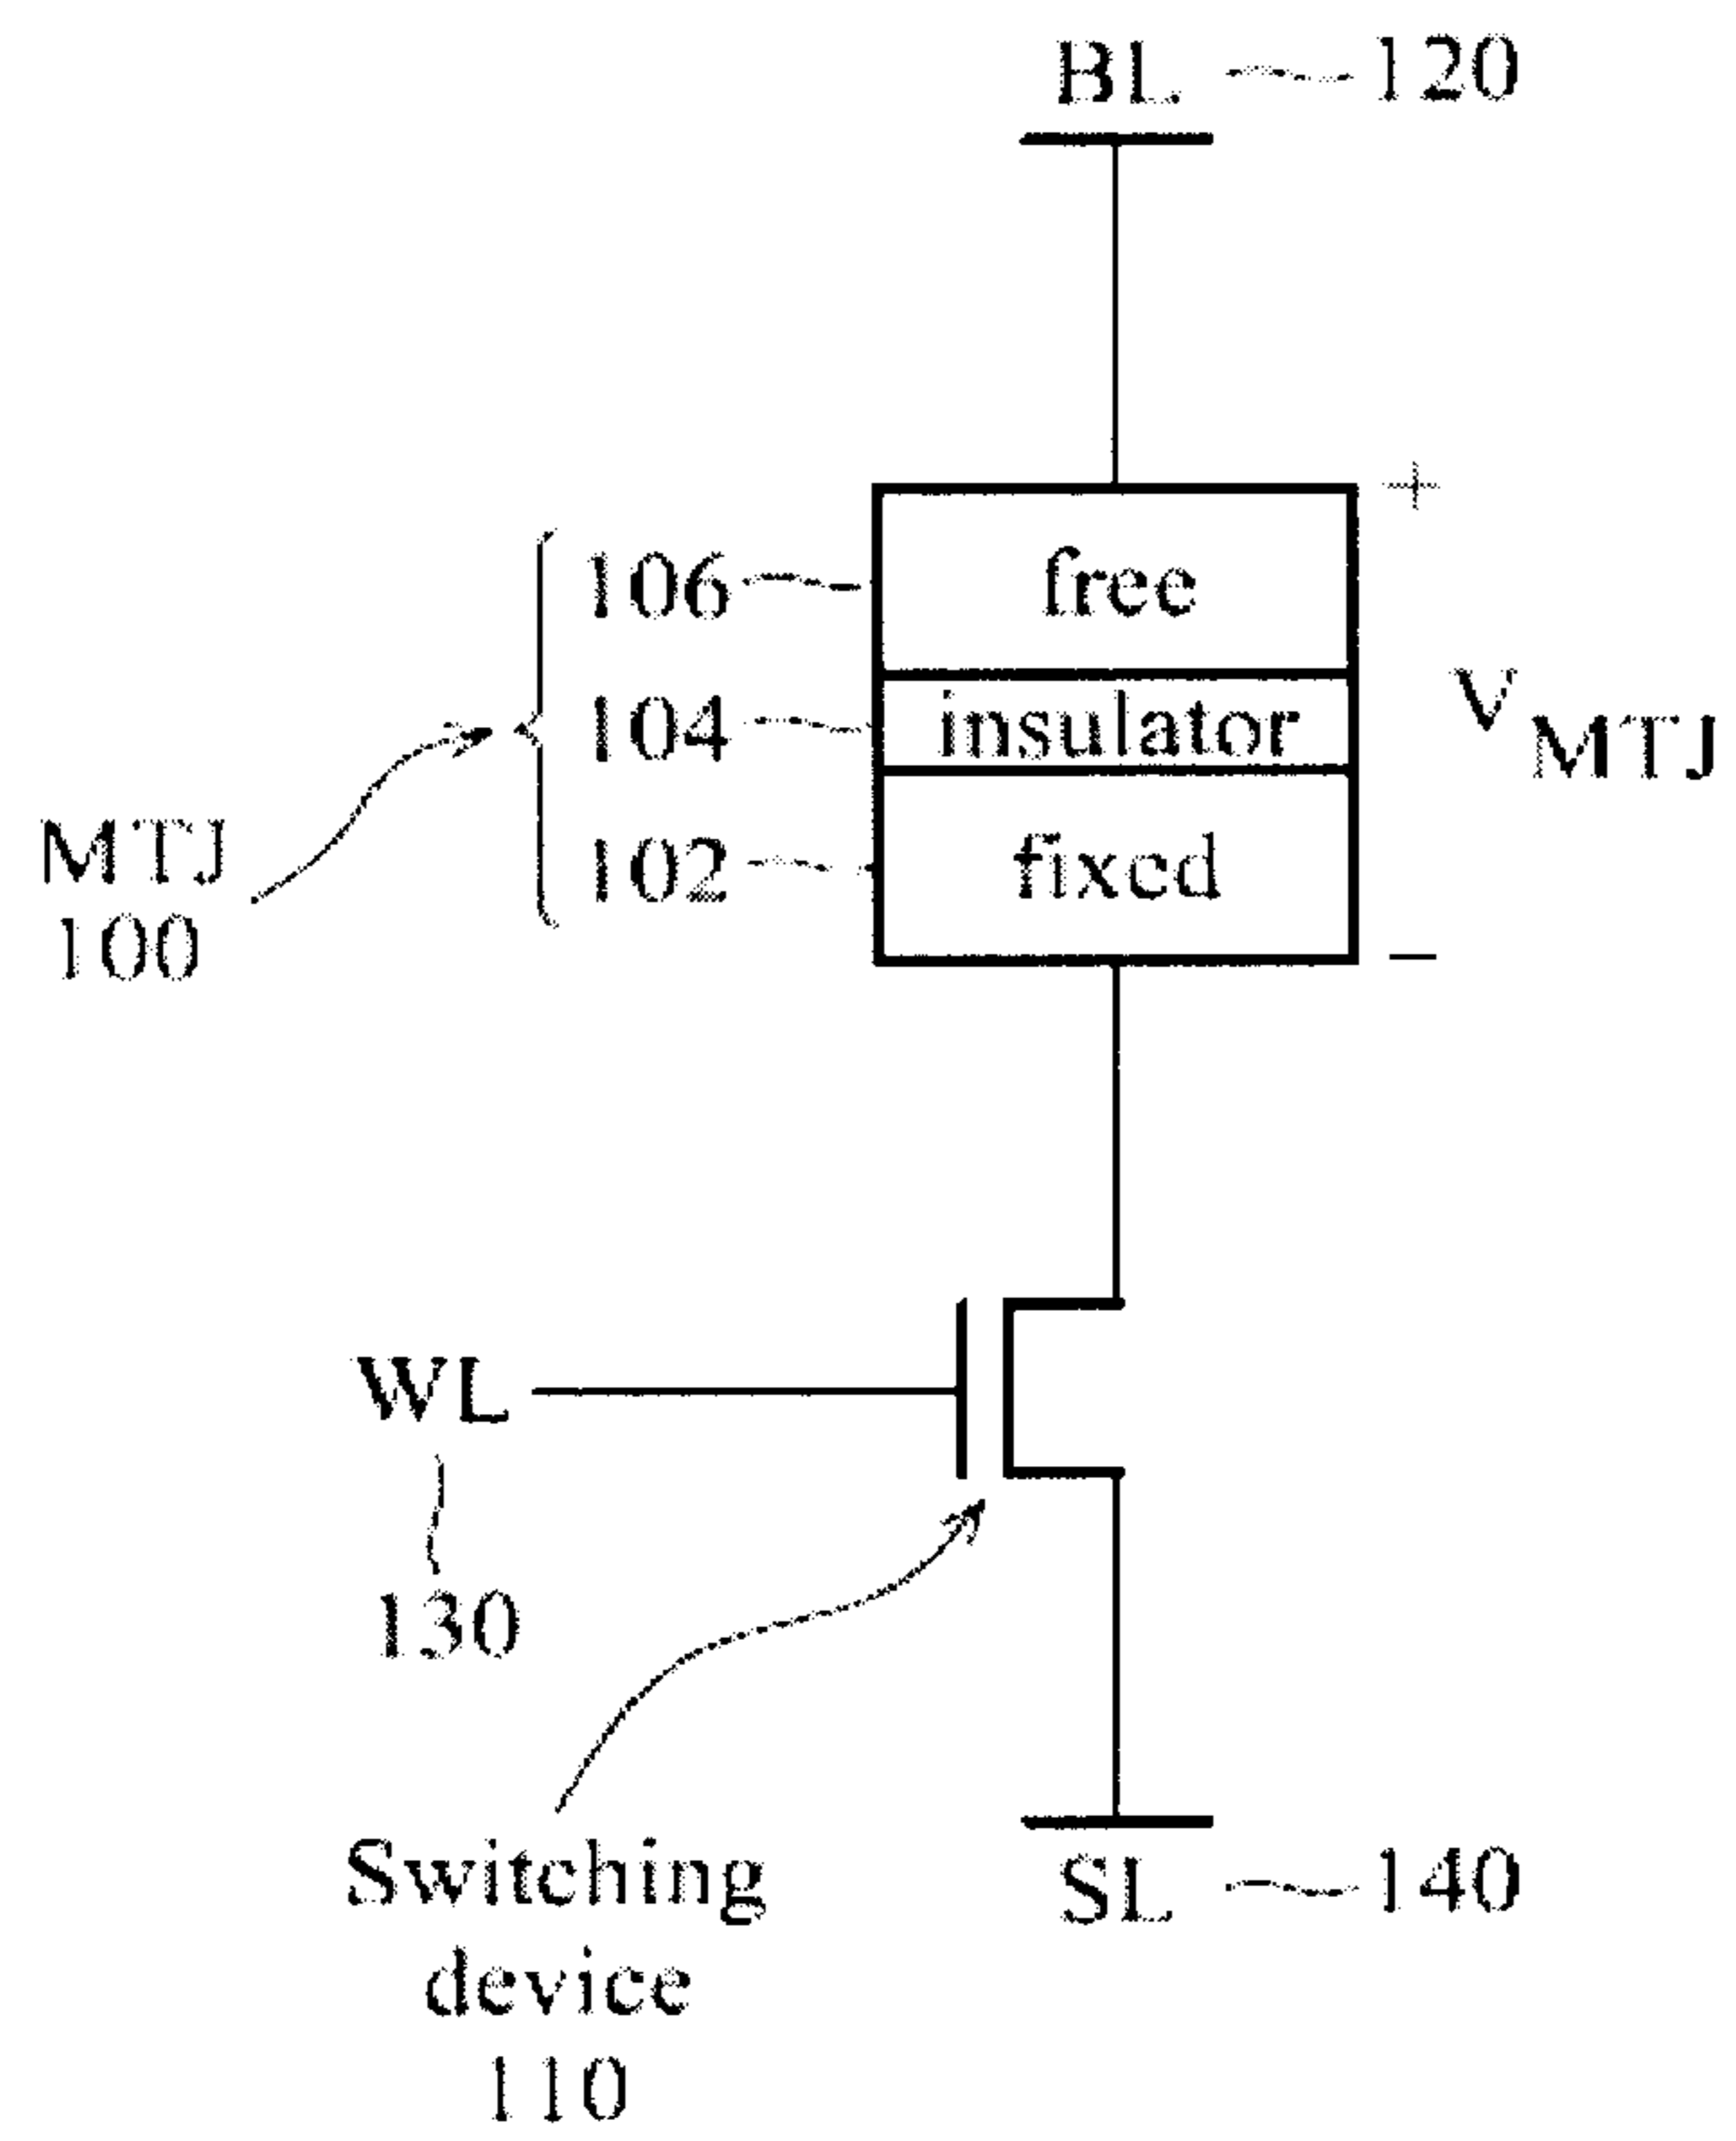 BL 120
+
106 free
104 insulator
V MTJ
102 fixed
MTJ
100
–
WL
130
Switching
device
110
SL 140